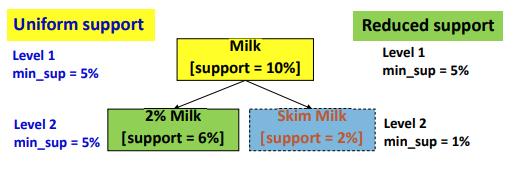 Uniform support
Reduced support
Level 1
min_sup = 5%
Milk
[support = 10%]
Level 1
min_sup = 5%
Level 2
min_sup = 5%
2% Milk
[support = 6%]
Skim Milk
[support = 2%]
Level 2
min_sup = 1%